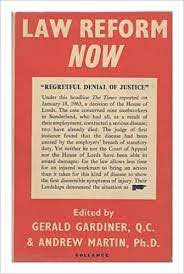 LAW REFORM
NOW
"REGRETFUL DENIAL OF JUSTICE"
Under this headline The Times reported on
January 18, 1963, a decision of the House of
Lords. The case concerned nine steelworkers
in Sunderland, who had all, as a result of
their employment, contracted a serious disease;
two have already died. The judge of first
instance found that the disease had been
caused by the employers' breach of statutory
duty. Yet neither he nor the Court of Appeal
nor the House of Lords have been able to award
damages: for the law allows less time for
an injured workman to bring an action
than it takes for this kind of disease to show
the first discernible symptoms of injury. Their
Lordships denounced the situation as
Edited by
GERALD GARDINER, Q.C.
& ANDREW MARTIN, Ph.D.
GOLLANCZ